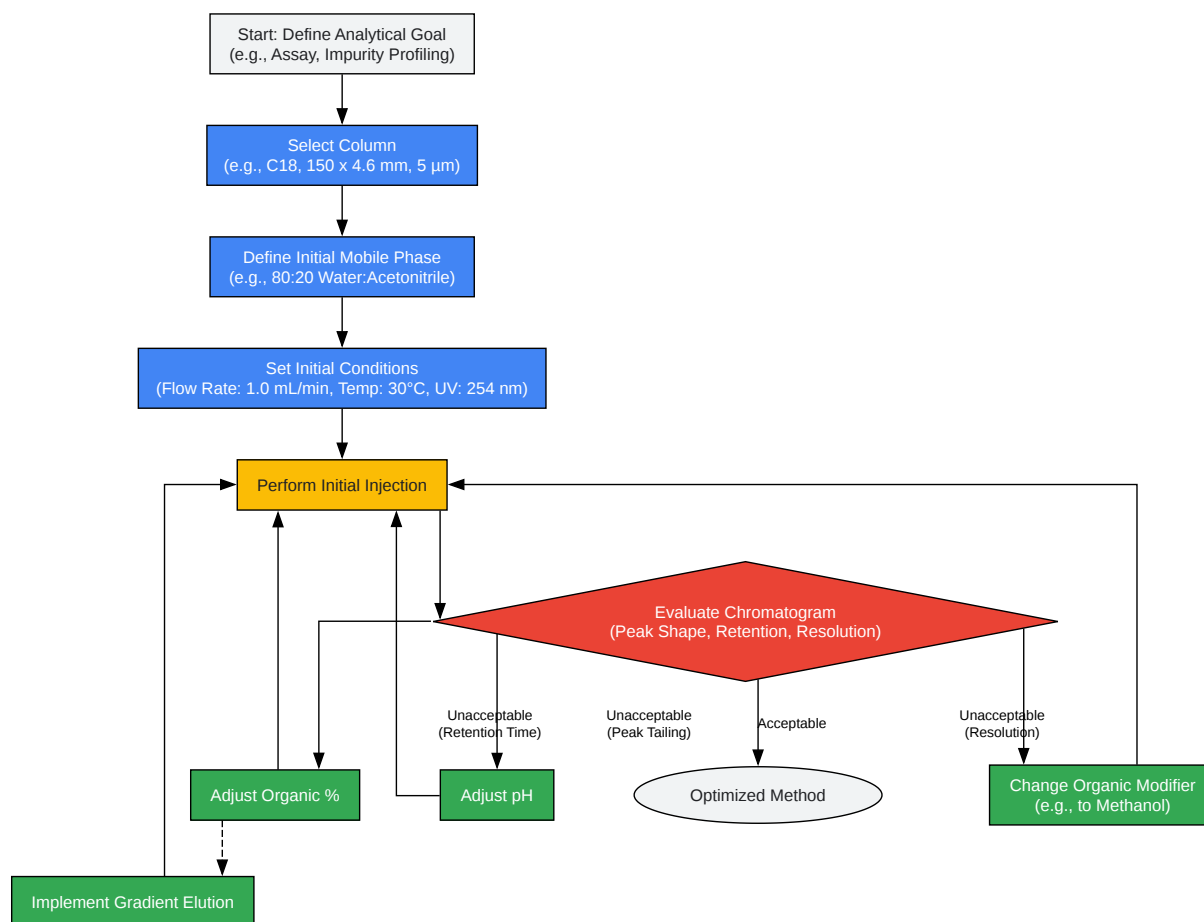 Start: Define Analytical Goal
(e.g., Assay, Impurity Profiling)
Select Column
(e.g., C18, 150 x 4.6 mm, 5 µm)
Define Initial Mobile Phase
(e.g., 80:20 Water:Acetonitrile)
Set Initial Conditions
(Flow Rate: 1.0 mL/min, Temp: 30°C, UV: 254 nm)
Perform Initial Injection
Evaluate Chromatogram
(Peak Shape, Retention, Resolution)
Unacceptable
(Retention Time)
Unacceptable
(Peak Tailing)
Acceptable
Unacceptable
(Resolution)
Adjust Organic %
Adjust pH
Optimized Method
Change Organic Modifier
(e.g., to Methanol)
Implement Gradient Elution